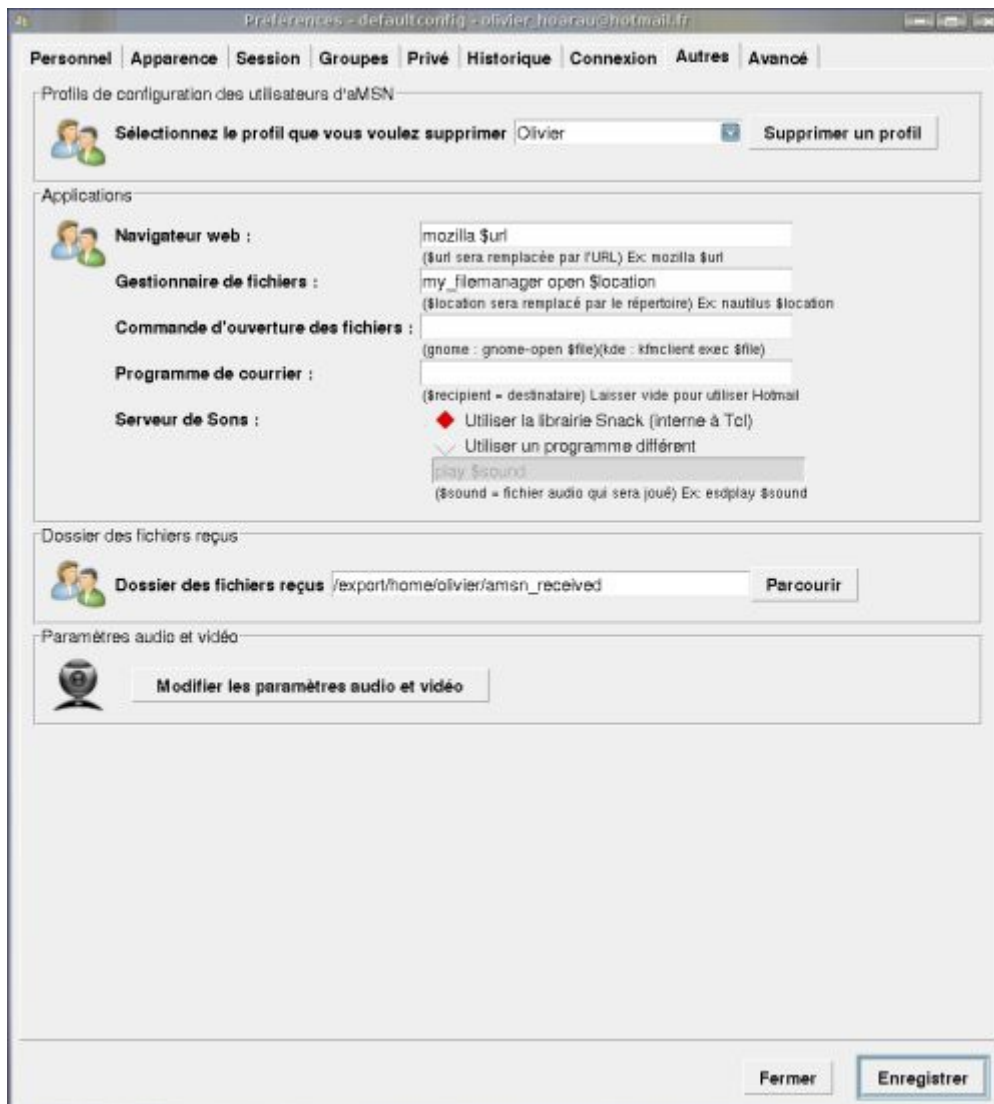 Préférences - defaultconfig - olivier_hoarau@hotmail.fr
Personnel Apparence Session Groupes Privé Historique Connexion Autres Avancé
Profils de configuration des utilisateurs d'aMSN
Sélectionnez le profil que vous voulez supprimer Olivier Supprimer un profil
Applications
Navigateur web : mozilla $url
($url sera remplacée par l'URL) Ex: mozilla $url
Gestionnaire de fichiers : my_filemanager open $location
($location sera remplacé par le répertoire) Ex: nautilus $location
Commande d'ouverture des fichiers :
(gnome : gnome-open $file)(kde : kfmclient exec $file)
Programme de courrier :
($recipient = destinataire) Laisser vide pour utiliser Hotmail
Serveur de Sons : Utiliser la librairie Snack (interne à Tcl)
Utiliser un programme différent
play $sound
($sound = fichier audio qui sera joué) Ex: esdplay $sound
Dossier des fichiers reçus
Dossier des fichiers reçus /export/home/olivier/amsn_received Parcourir
Paramètres audio et vidéo
Modifier les paramètres audio et vidéo
Fermer Enregistrer